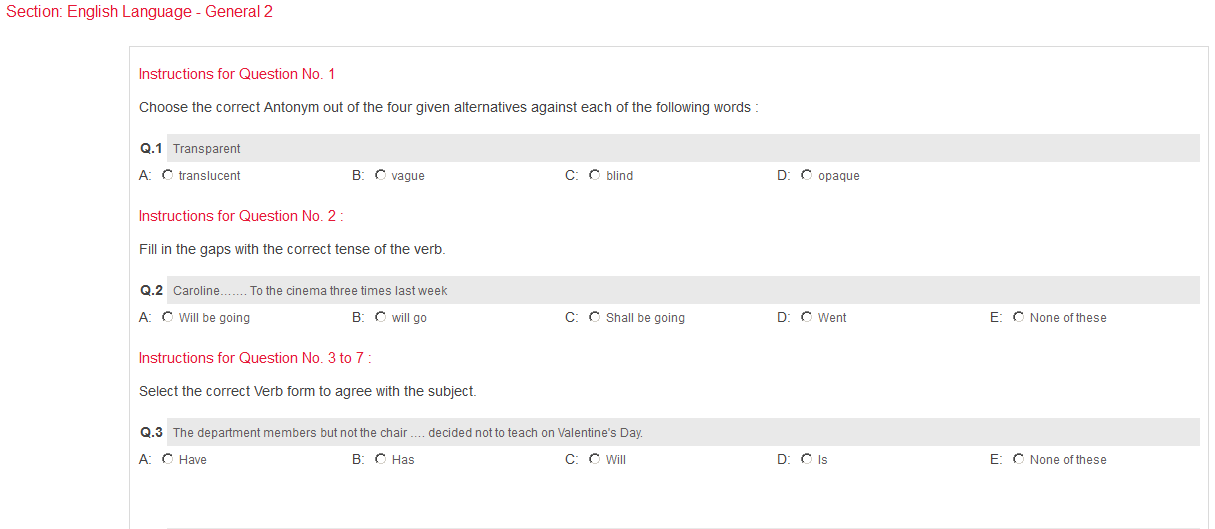 Section: English Language - General 2
Instructions for Question No. 1
Choose the correct Antonym out of the four given alternatives against each of the following words :
Q.1 Transparent
A: translucent B: vague C: blind D: opaque
Instructions for Question No. 2 :
Fill in the gaps with the correct tense of the verb.
Q.2 Caroline....... To the cinema three times last week
A: Will be going B: will go C: Shall be going D: Went E: None of these
Instructions for Question No. 3 to 7 :
Select the correct Verb form to agree with the subject.
Q.3 The department members but not the chair .... decided not to teach on Valentine's Day.
A: Have B: Has C: Will D: Is E: None of these